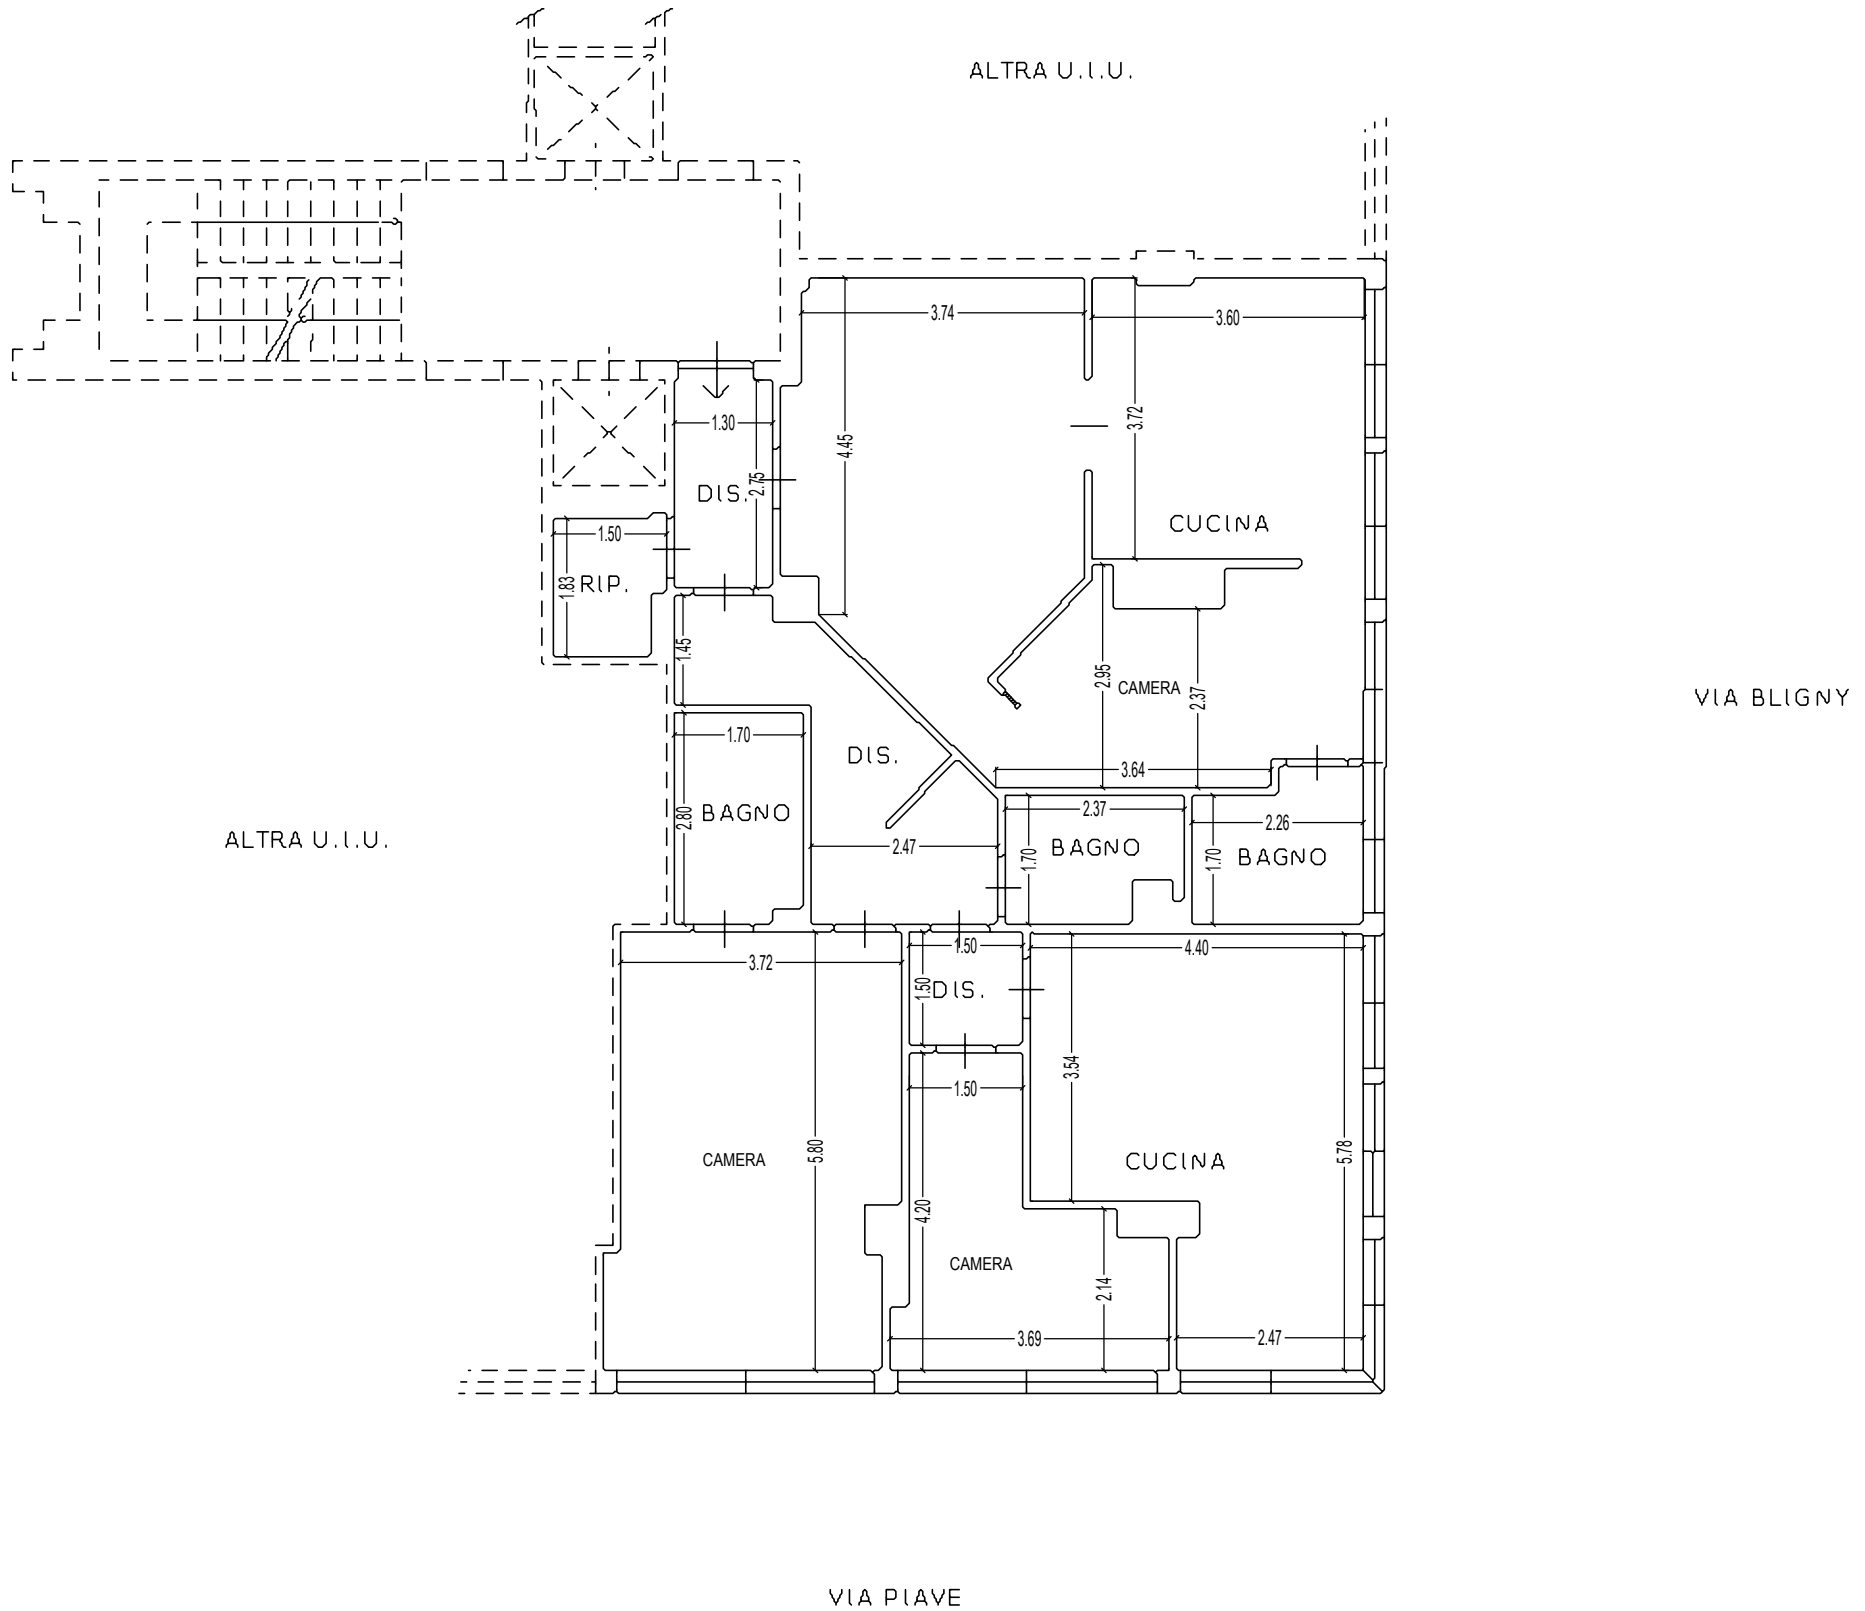 ALTRA U.I.U.
3.74
3.60
1.30
4.45
3.72
2.75
DIS.
CUCINA
1.50
1.83
RIP.
1.45
2.95
CAMERA
2.37
VIA BLIGNY
1.70
DIS.
3.64
2.80
BAGNO
2.37
2.26
ALTRA U.I.U.
2.47
1.70
BAGNO
1.70
BAGNO
1.50
4.40
3.72
1.50
DIS.
3.54
1.50
CAMERA
5.80
CUCINA
5.78
4.20
CAMERA
2.14
3.69
2.47
VIA PIAVE